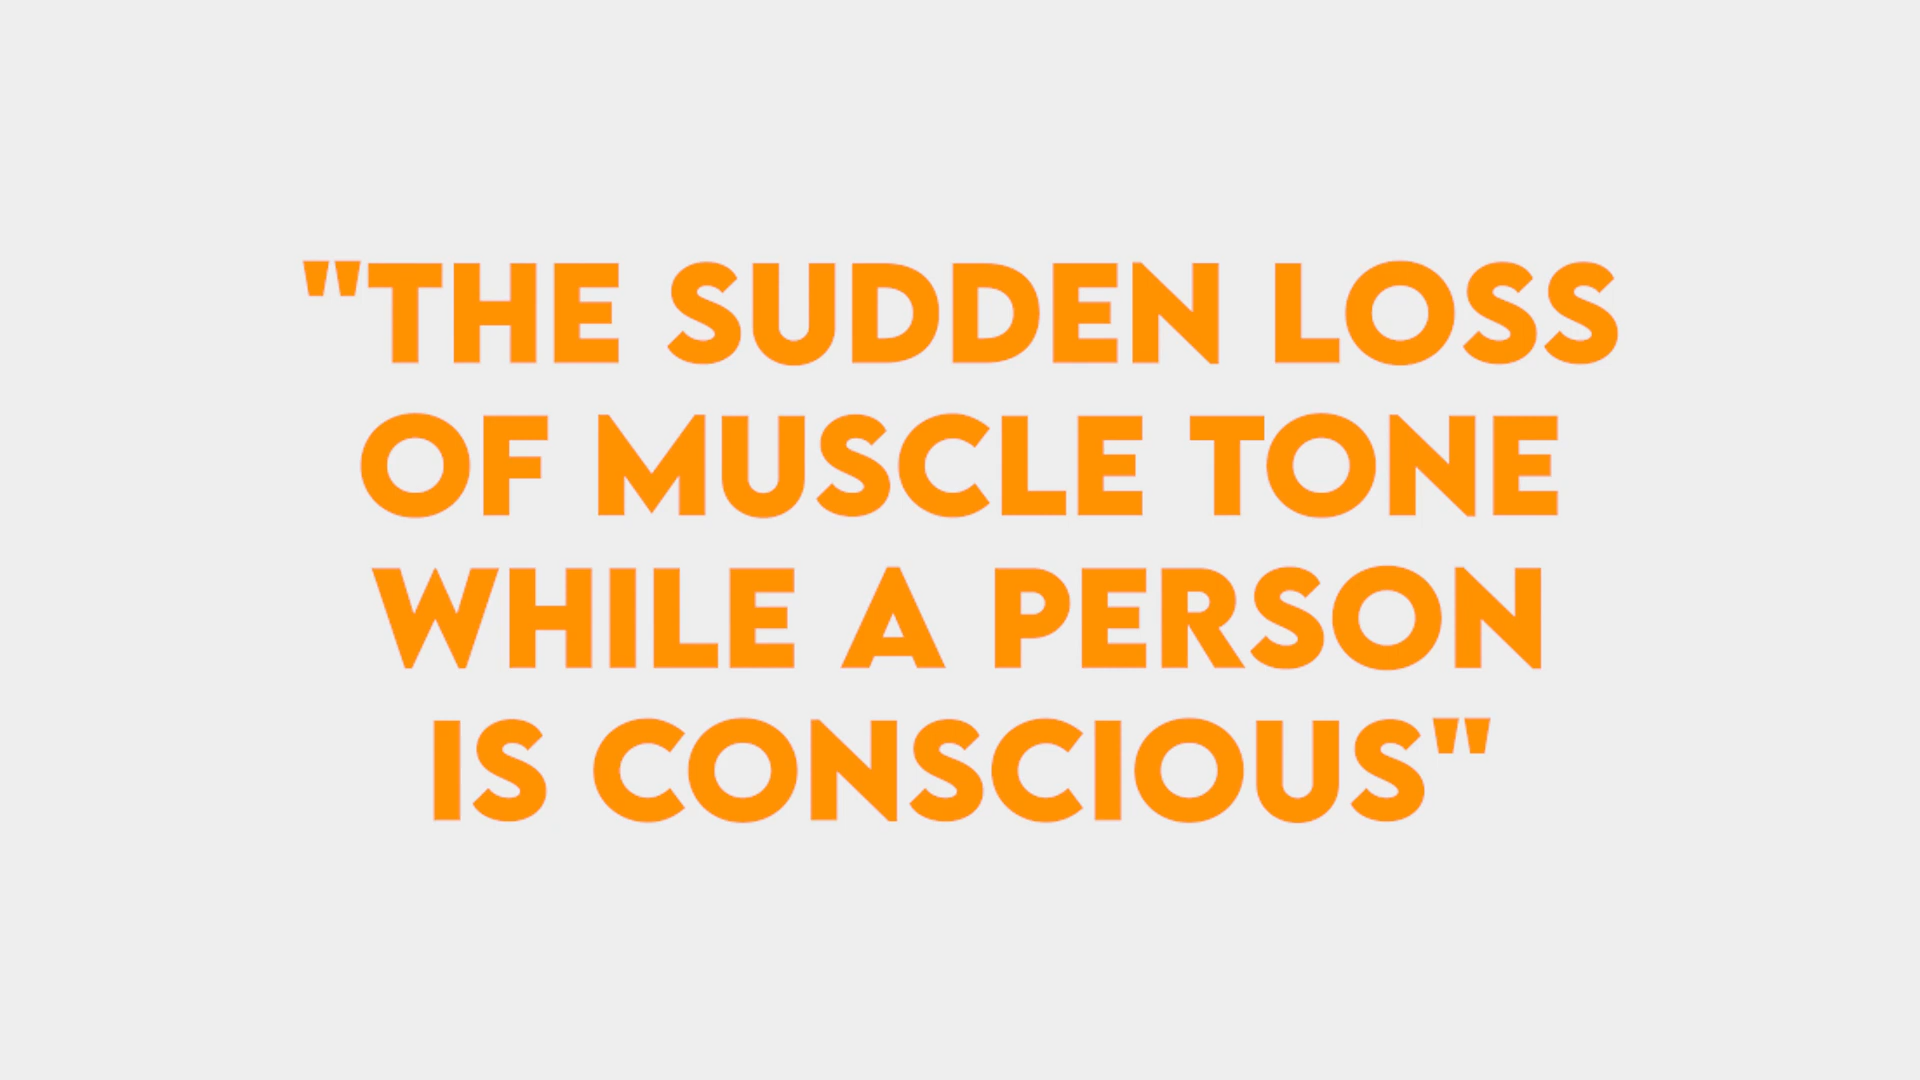 "THE SUDDEN LOSS
OF MUSCLE TONE
WHILE A PERSON
IS CONSCIOUS"